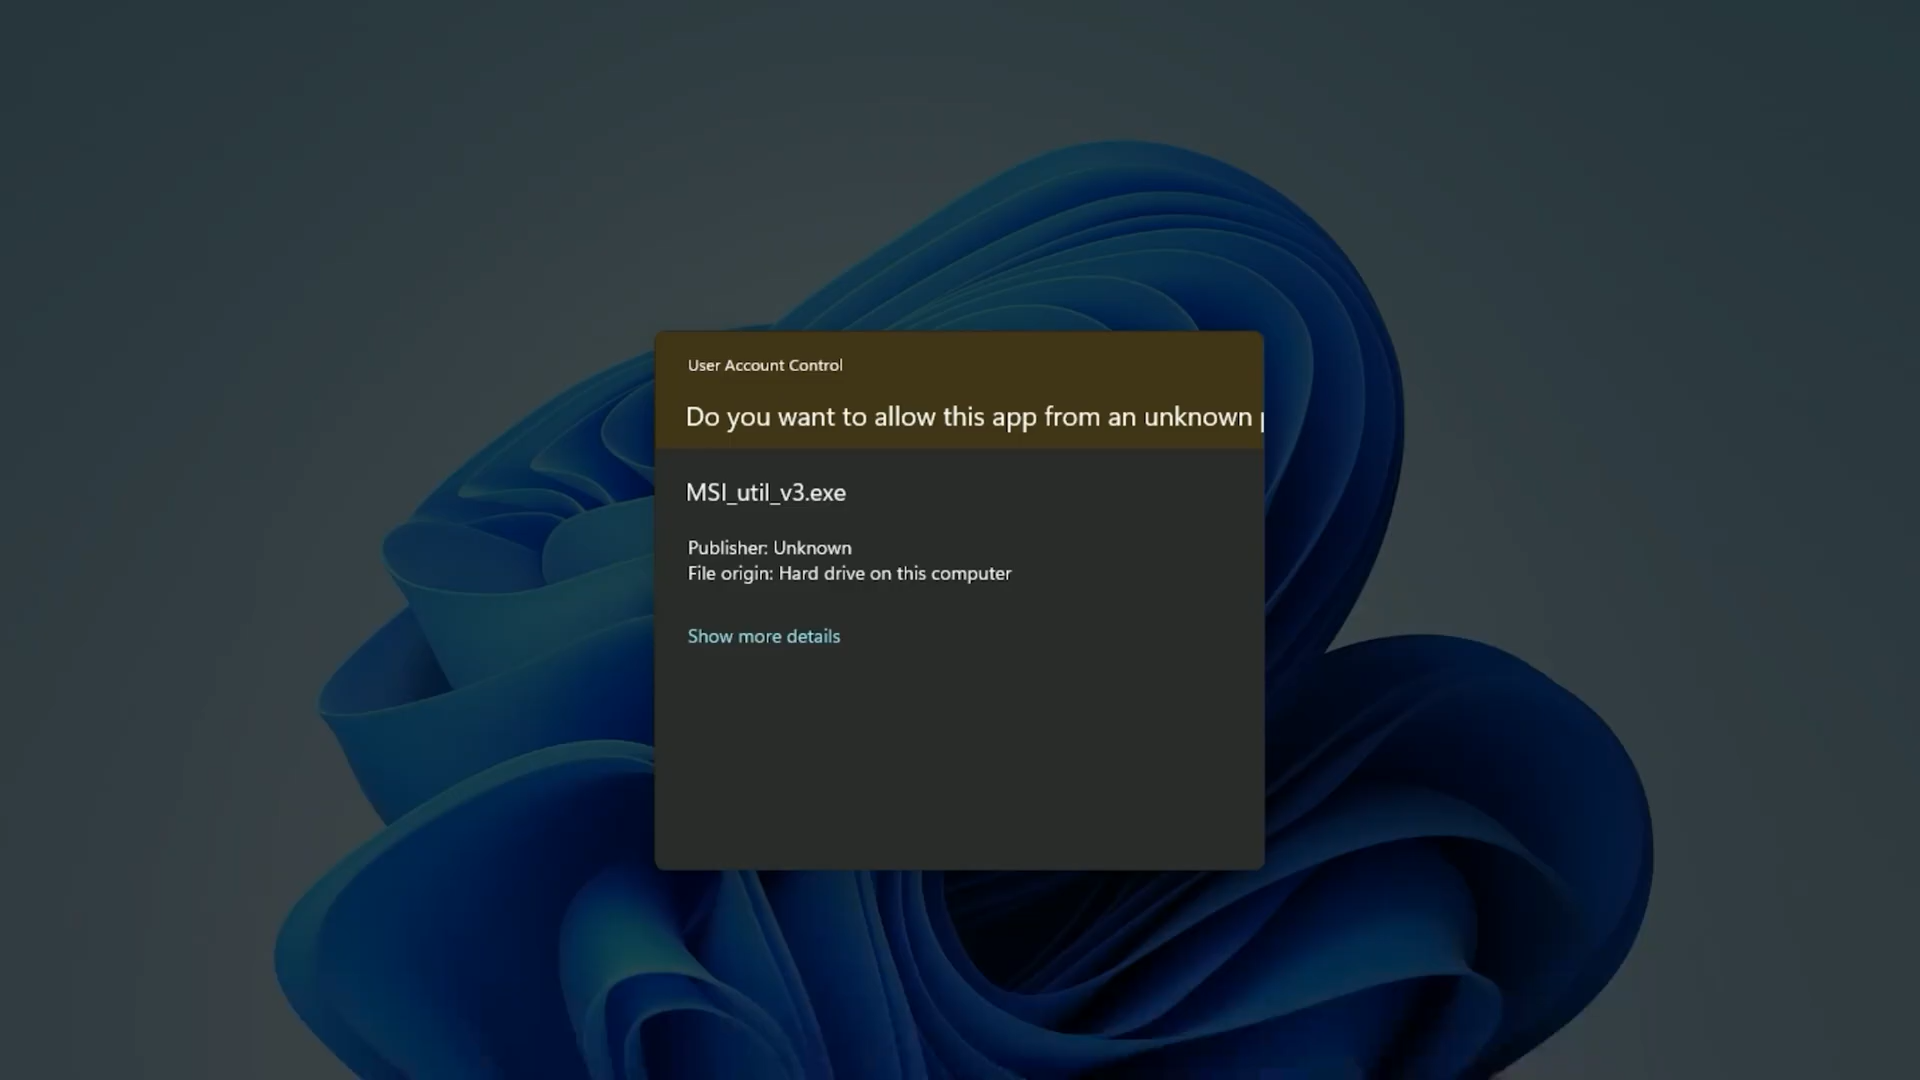 User Account Control
Do you want to allow this app from an unknown
MSI_util_v3.exe
Publisher: Unknown
File origin: Hard drive on this computer
Show more details